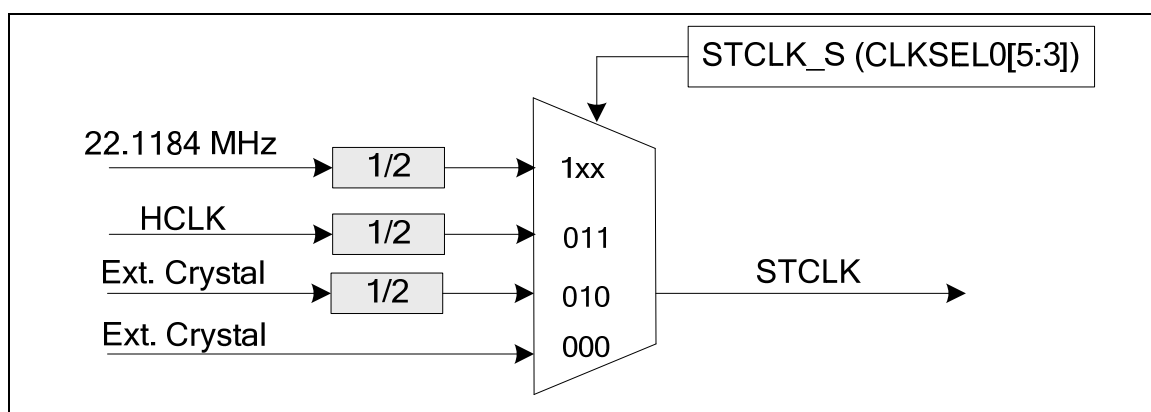 STCLK_S (CLKSEL0[5:3])
22.1184 MHz
1/2
1xx
HCLK
1/2
011
Ext. Crystal
1/2
010
STCLK
Ext. Crystal
000